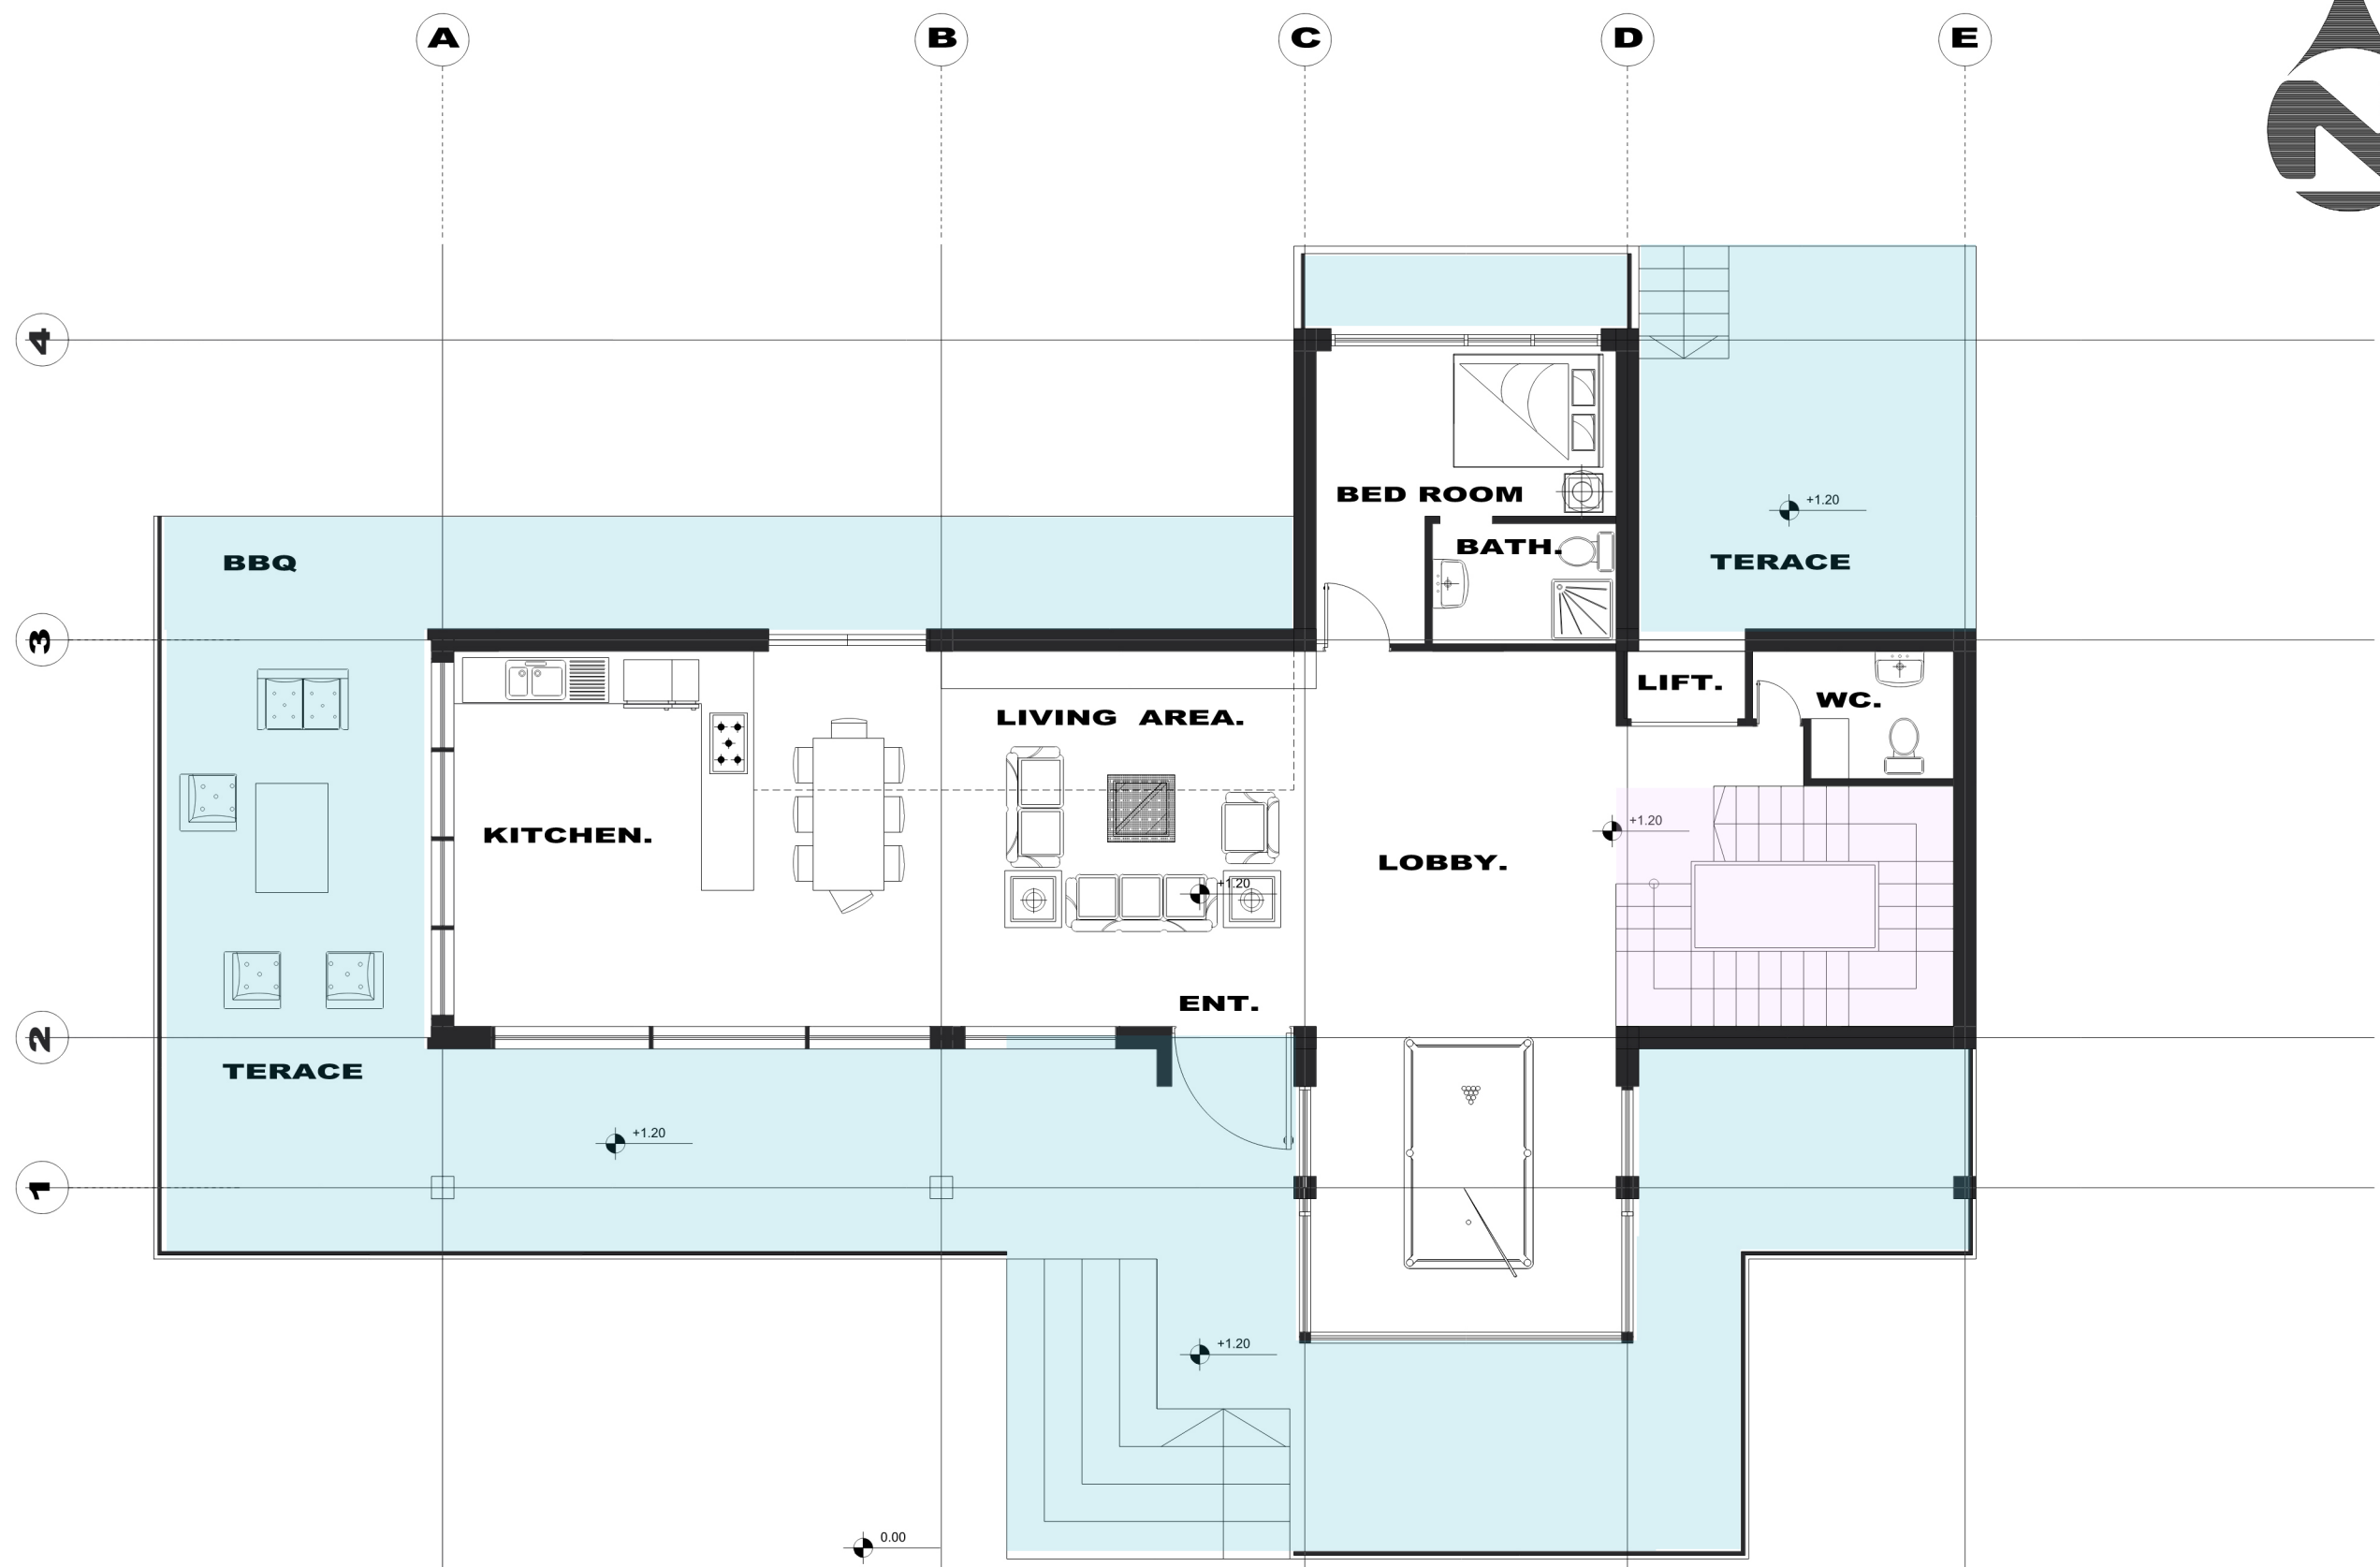 A
B
C
D
E
4
BED ROOM
+1.20
BATH.
BBQ
TERACE
3
LIFT.
WC.
LIVING AREA.
+1.20
KITCHEN.
LOBBY.
+1.20
ENT.
2
TERACE
+1.20
1
+1.20
0.00